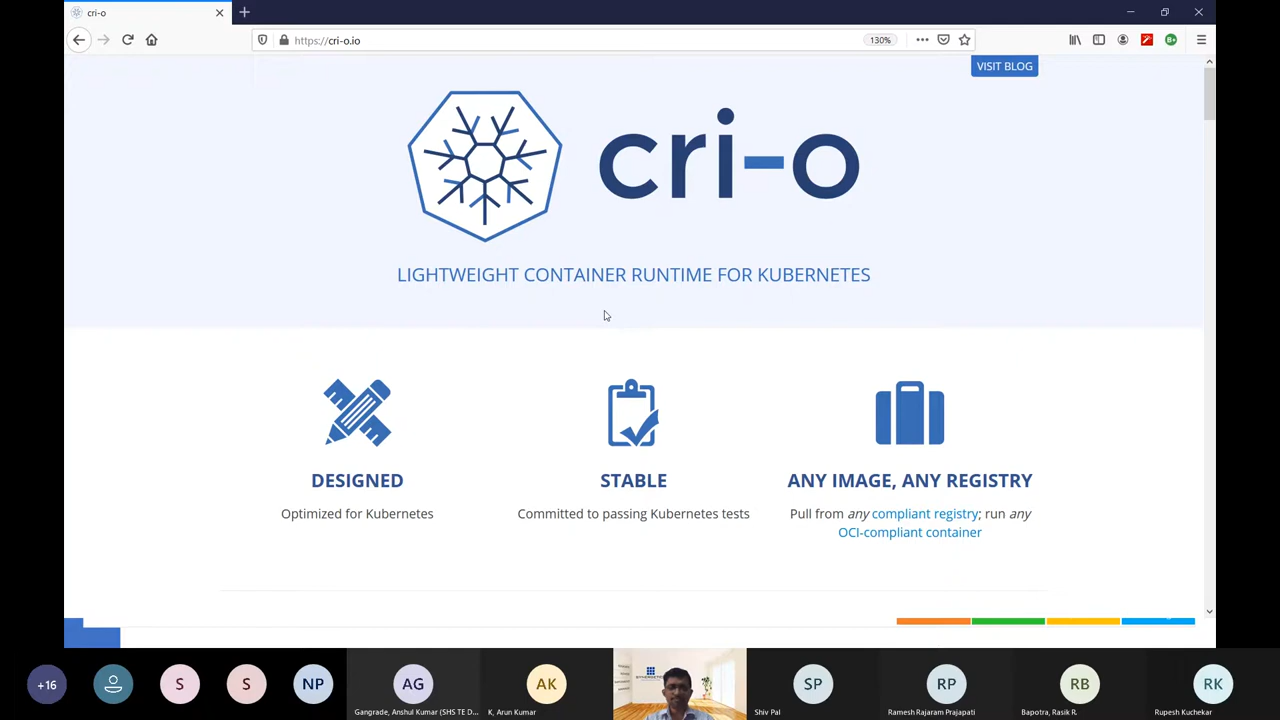 cri-o
https://cri-o.io
130%
VISIT BLOG
cri-o
LIGHTWEIGHT CONTAINER RUNTIME FOR KUBERNETES
DESIGNED
Optimized for Kubernetes
STABLE
Committed to passing Kubernetes tests
ANY IMAGE, ANY REGISTRY
Pull from any compliant registry; run any
OCI-compliant container
+16
S
S
NP
AG
Gangrade, Anshul Kumar (SHS TE D...
AK
K, Arun Kumar
SP
Shiv Pal
RP
Ramesh Rajaram Prajapati
RB
Bapotra, Rasik R.
RK
Rupesh Kuchekar